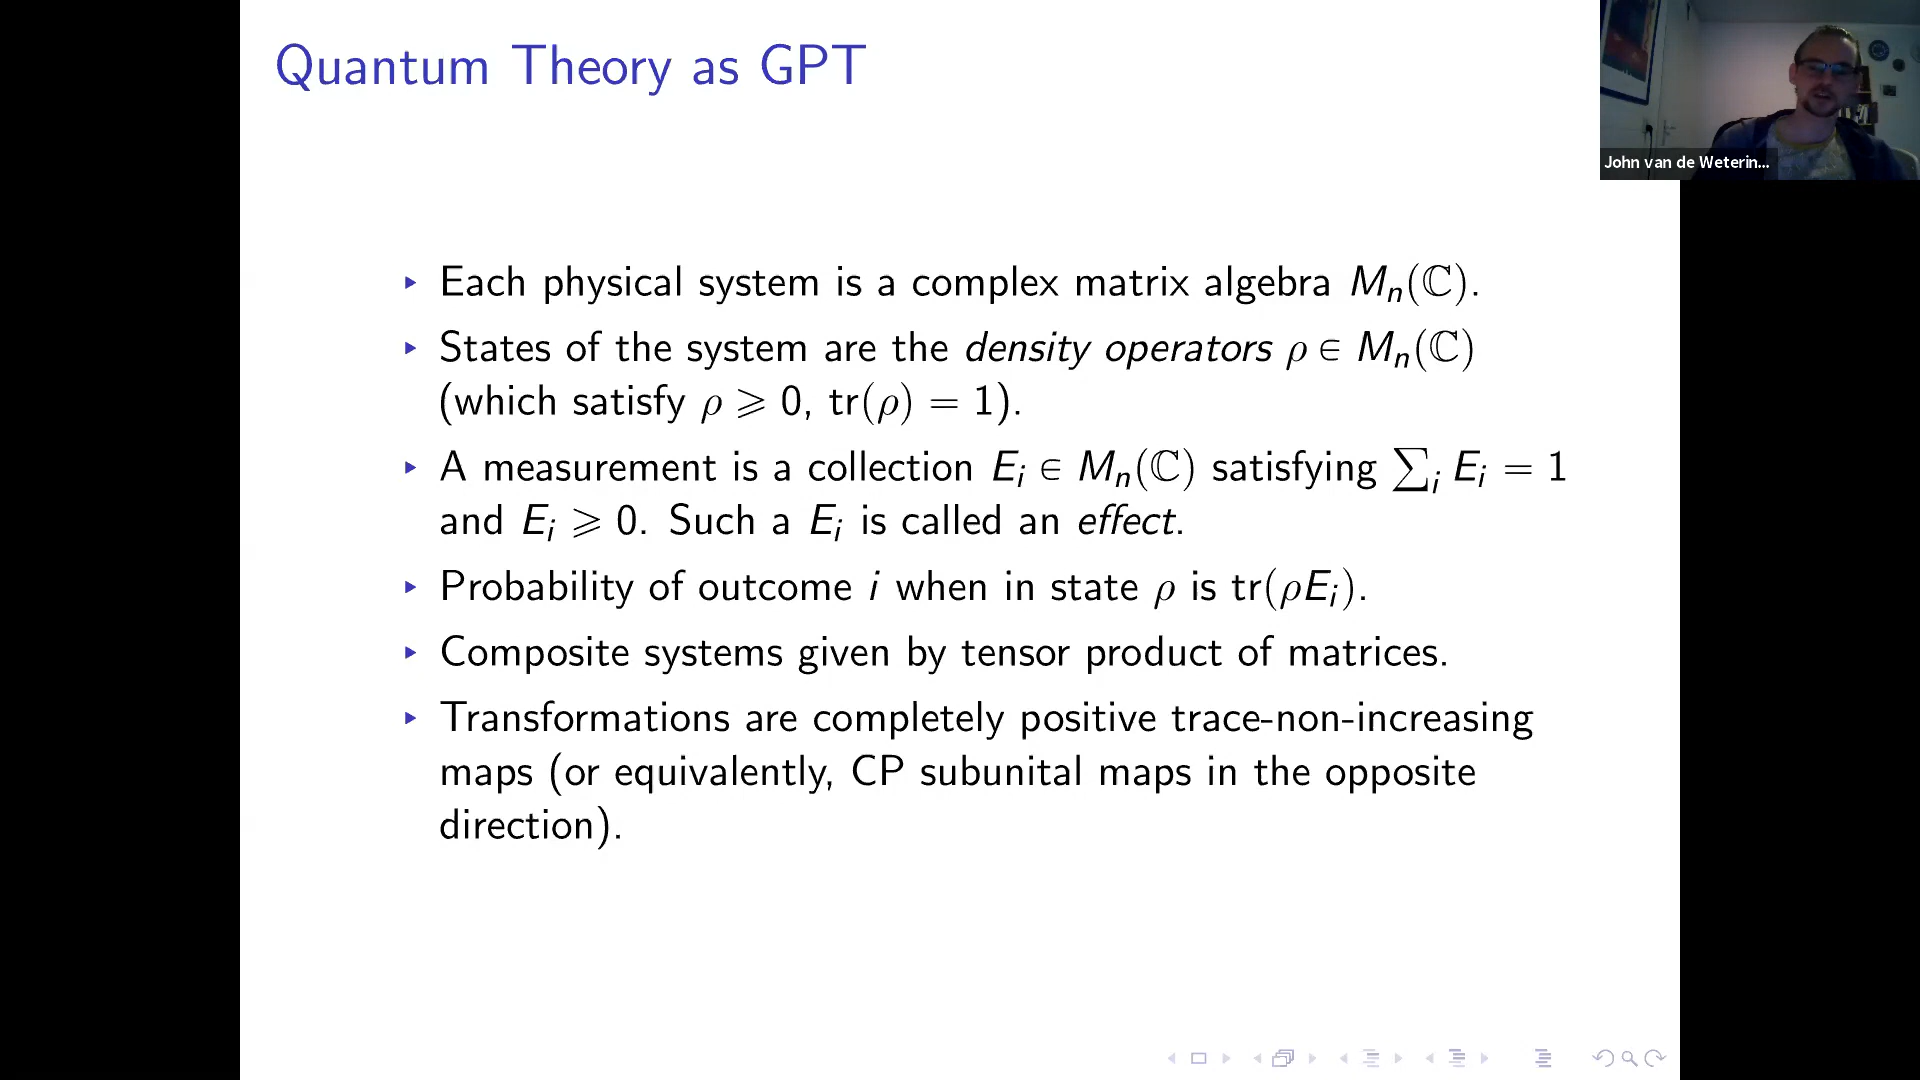 Quantum Theory as GPT
John van de Weterin...
▸ Each physical system is a complex matrix algebra Mₙ(ℂ).
▸ States of the system are the density operators ρ ∈ Mₙ(ℂ)
(which satisfy ρ ⩾ 0, tr(ρ) = 1).
▸ A measurement is a collection Eᵢ ∈ Mₙ(ℂ) satisfying ∑ᵢ Eᵢ = 1
and Eᵢ ⩾ 0. Such a Eᵢ is called an effect.
▸ Probability of outcome i when in state ρ is tr(ρEᵢ).
▸ Composite systems given by tensor product of matrices.
▸ Transformations are completely positive trace-non-increasing
maps (or equivalently, CP subunital maps in the opposite
direction).